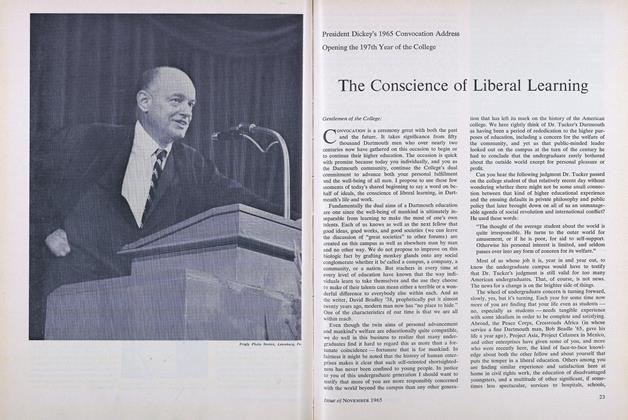 President Dickey's 1965 Convocation Address
Opening the 197th Year of the College
The Conscience of Liberal Learning
Gentlemen of the College:
CONVOCATION is a ceremony great with both the past
and the future. It takes significance from fifty
thousand Dartmouth men who over nearly two
centuries now have gathered on this occasion to begin or
to continue their higher education. The occasion is quick
with promise because today you individually, and you as
the Dartmouth community, continue the College's dual
commitment to advance both your personal fulfillment
and the well-being of all men. I propose to use these few
moments of today's shared beginning to say a word on be-
half of ideals, the conscience of liberal learning, in Dart-
mouth's life and work.
Fundamentally the dual aims of a Dartmouth education
are one since the well-being of mankind is ultimately in-
separable from learning to make the most of one's own
talents. Each of us knows as well as the next fellow that
good ideas, good works, and good societies (we can leave
the discussion of "great societies" to other forums) are
created on this campus as well as elsewhere man by man
and no other way. We do not propose to improve on this
biologic fact by grafting monkey glands onto any social
conglomerate whether it be called a campus, a company, a
community, or a nation. But teachers in every time at
every level of education have known that the way indi-
viduals learn to take themselves and the use they choose
to make of their talents can mean either a terrible or a won-
derful difference to everybody else within reach. And as
the writer, David Bradley '38, prophetically put it almost
twenty years ago, modern man now has "no place to hide."
One of the characteristics of our time is that we are all
within reach.
Even though the twin aims of personal advancement
and mankind's welfare are educationally quite compatible,
we do well in this business to realize that many under-
graduates find it hard to regard this as more than a for-
tunate coincidence — fortunate that is for mankind. In
fairness it might be noted that the history of human enter-
prises makes it clear that such self-oriented shortsighted-
ness has never been confined to young people. In justice
to you of this undergraduate generation I should want to
testify that more of you are more responsibly concerned
with the world beyond the campus than any other genera-
tion that has left its mark on the history of the American
college. We here rightly think of Dr. Tucker's Dartmouth
as having been a period of rededication to the higher pur-
poses of education, including a concern for the welfare of
the community, and yet as that public-minded leader
looked out on the campus at the turn of the century he
had to conclude that the undergraduate rarely bothered
about the outside world except for personal pleasure or
profit.
Can you hear the following judgment Dr. Tucker passed
on the college student of that relatively recent day without
wondering whether there might not be some small connec-
tion between that kind of higher educational experience
and the ensuing defaults in private philosophy and public
policy that later brought down on all of us an unmanage-
able agenda of social revolution and international conflict?
He used these words:
"The thought of the average student about the world is
quite irresponsible. He turns to the outer world for
amusement, or if he is poor, for aid to self-support.
Otherwise his personal interest is limited, and seldom
passes over into any form of concern for its welfare."
Most of us whose job it is, year in and year out, to
know the undergraduate campus would have to testify
that Dr. Tucker's judgment is still valid for too many
American undergraduates. That, of course, is not news.
The news for a change is on the brighter side of things.
The wheel of undergraduate concern is turning forward,
slowly, yes, but it's turning. Each year for some time now
more of you are finding that your life even as students —
no, especially as students — needs tangible experience
with some idealism in order to be complete and satisfying.
Abroad, the Peace Corps, Crossroads Africa (in whose
service a fine Dartmouth man, Bob Beadle '65, gave his
life a year ago), Project Asia, Project Colmex in Mexico
and other enterprises have given some of you, and more
who were recently here, the kind of face-to-face knowl-
edge about both the other fellow and about yourself that
puts the temper in a liberal education. Others among you
are finding similar experience and satisfaction here at
home in civil rights work, the education of disadvantaged
youngsters, and a multitude of other significant, if some-
times less spectacular, services to hospitals, schools,
Issue of NOVEMBER 1965
23